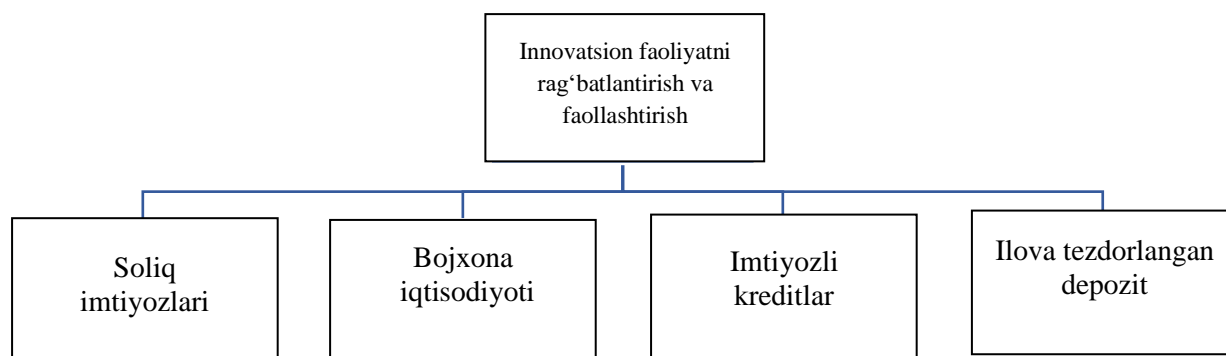 Innovatsion faoliyatni
rag‘batlantirish va
faollashtirish
Soliq
imtiyozlari
Bojxona
iqtisodiyoti
Imtiyozli
kreditlar
Ilova tezdorlangan
depozit